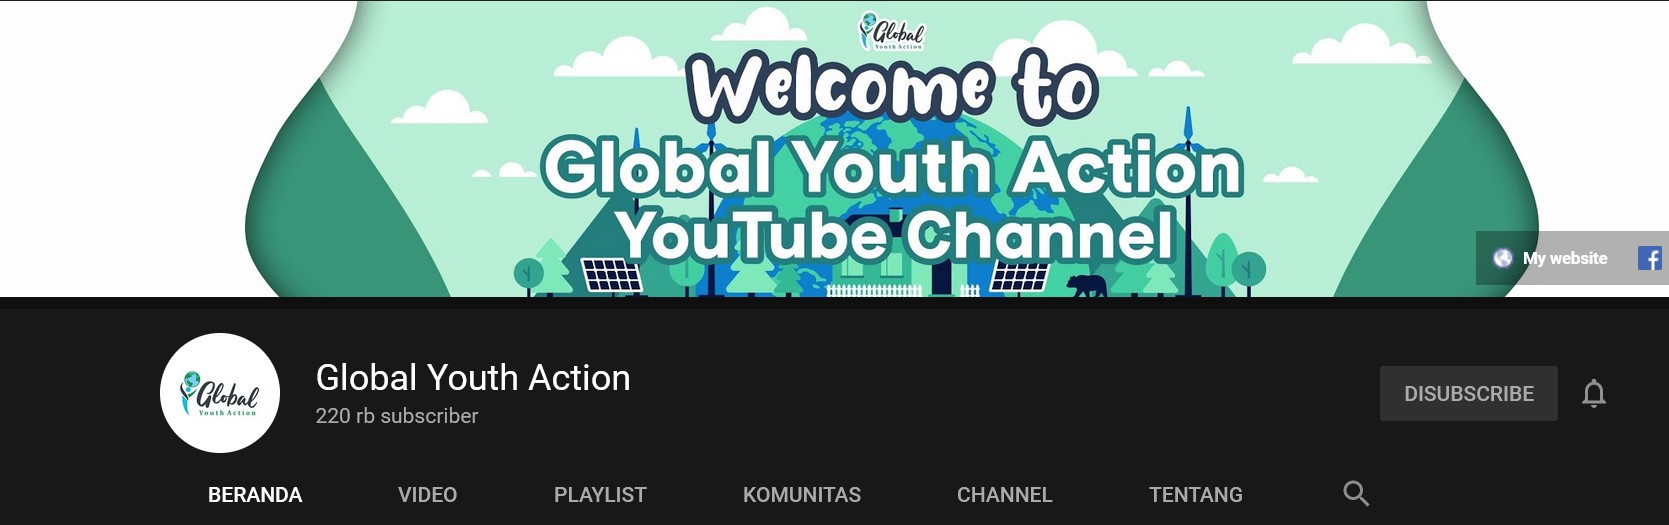 Global
Youth Action
Welcome to
Global Youth Action
YouTube Channel
My website
Global
Youth Action
Global Youth Action
220 rb subscriber
DISUBSCRIBE
BERANDA VIDEO PLAYLIST KOMUNITAS CHANNEL TENTANG